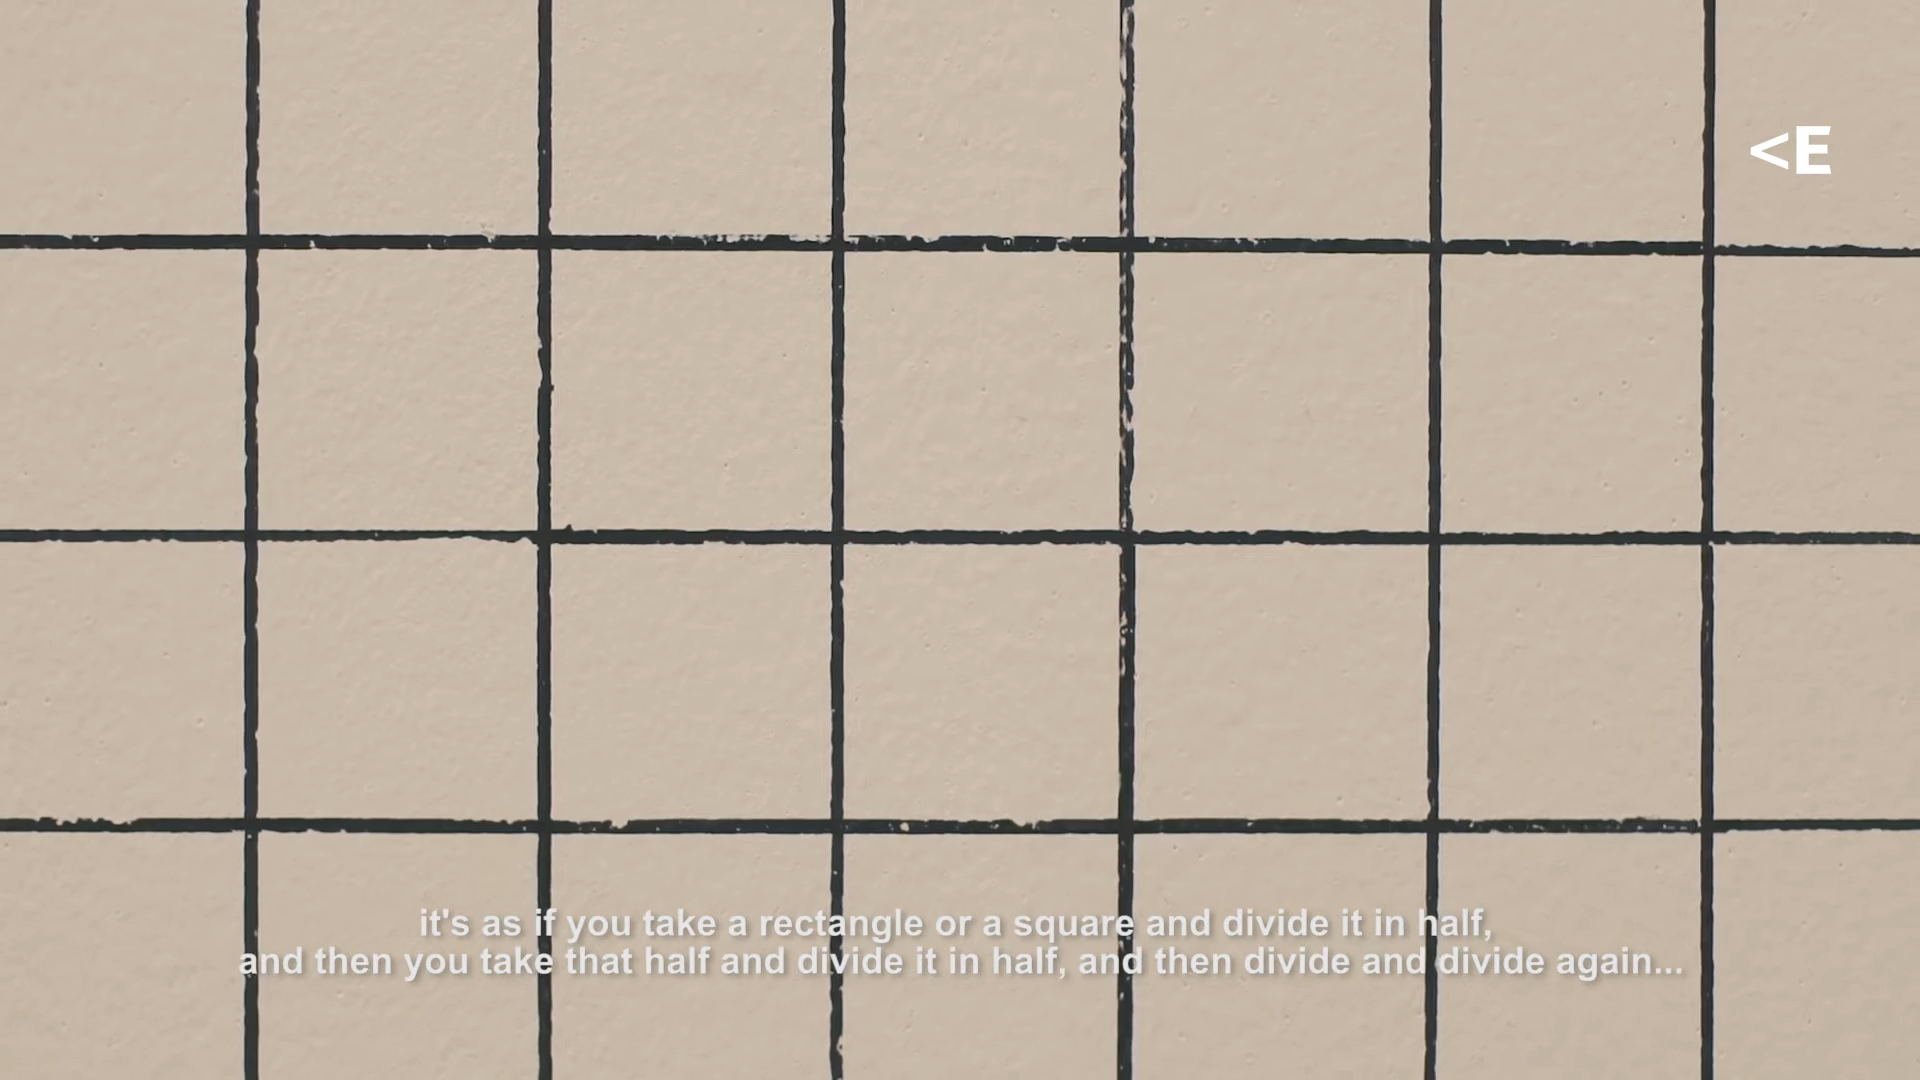 <E
it's as if you take a rectangle or a square and divide it in half,
and then you take that half and divide it in half, and then divide and divide again...